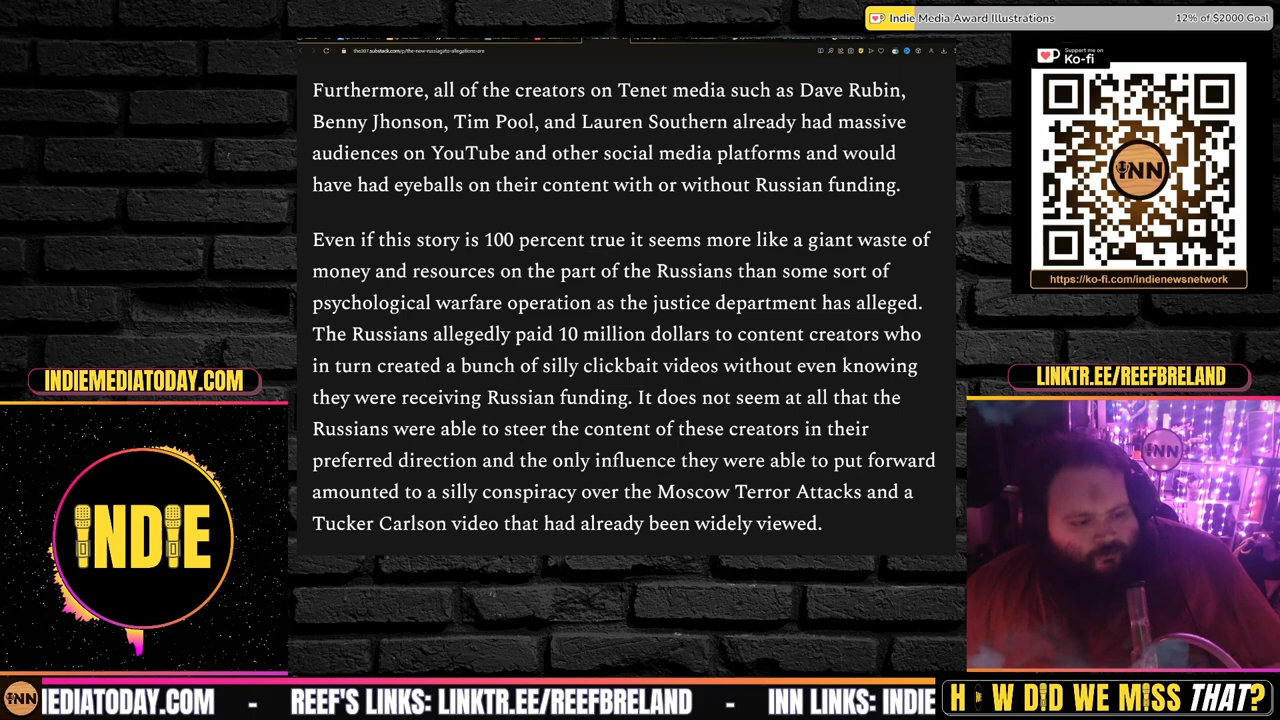 Indie Media Award Illustrations
12% of $2000 Goal
the307.substack.com/p/the-new-russiagate-allegations-are
Support me on
Ko-fi
iNN
https://ko-fi.com/indienewsnetwork
Furthermore, all of the creators on Tenet media such as Dave Rubin,
Benny Jhonson, Tim Pool, and Lauren Southern already had massive
audiences on YouTube and other social media platforms and would
have had eyeballs on their content with or without Russian funding.
Even if this story is 100 percent true it seems more like a giant waste of
money and resources on the part of the Russians than some sort of
psychological warfare operation as the justice department has alleged.
The Russians allegedly paid 10 million dollars to content creators who
in turn created a bunch of silly clickbait videos without even knowing
they were receiving Russian funding. It does not seem at all that the
Russians were able to steer the content of these creators in their
preferred direction and the only influence they were able to put forward
amounted to a silly conspiracy over the Moscow Terror Attacks and a
Tucker Carlson video that had already been widely viewed.
INDIEMEDIATODAY.COM
LINKTR.EE/REEFBRELAND
INDIE
iNN
iNN
IEDIATODAY.COM - REEF'S LINKS: LINKTR.EE/REEFBRELAND - INN LINKS: INDIE
HOW DID WE MISS THAT?